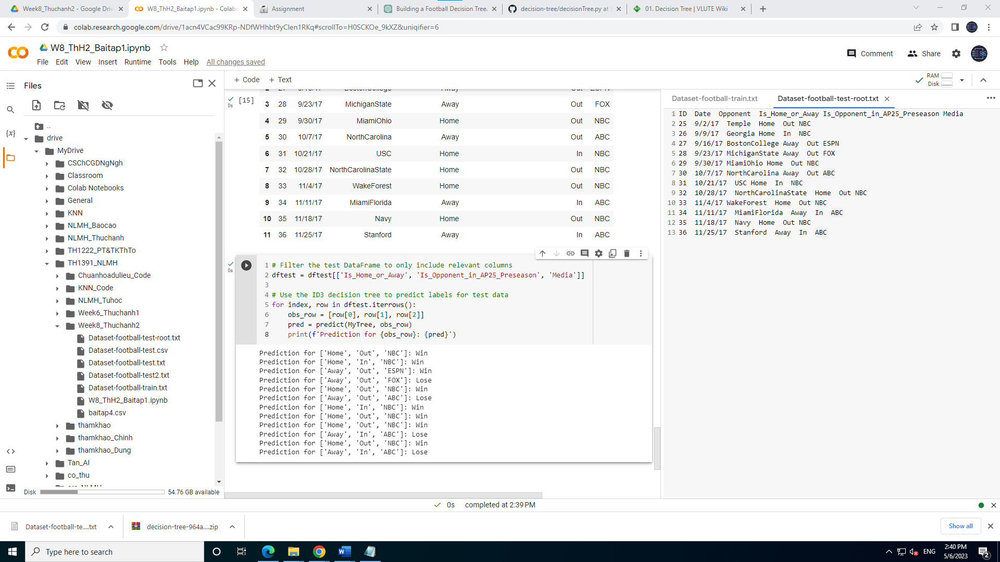 Week8_Thuchanh2 - Google Driv
W8_ThH2_Baitap1.ipynb - Colabo
Assignment
Building a Football Decision Tree.
decision-tree/decisionTree.py at
01. Decision Tree | VLUTE Wiki
colab.research.google.com/drive/1acn4VCac99KRp-NDfWHhbt9yClen1RKq#scrollTo=H0SCKOe_9kXZ&uniqifier=6
W8_ThH2_Baitap1.ipynb
Comment
Share
File Edit View Insert Runtime Tools Help All changes saved
Files
+ Code + Text
RAM
Disk
..
drive
MyDrive
CSChCGDNgNgh
Classroom
Colab Notebooks
General
KNN
NLMH_Baocao
NLMH_Thuchanh
TH1222_PT&TKThTo
TH1391_NLMH
Chuanhoadulieu_Code
KNN_Code
NLMH_Tuhoc
Week6_Thuchanh1
Week8_Thuchanh2
Dataset-football-test-root.txt
Dataset-football-test.csv
Dataset-football-test.txt
Dataset-football-test2.txt
Dataset-football-train.txt
W8_ThH2_Baitap1.ipynb
baitap4.csv
thamkhao
thamkhao_Chinh
thamkhao_Dung
Tan_AI
co_thu
Disk 54.76 GB available
[15]
0s
3 28 9/23/17 MichiganState Away Out FOX
4 29 9/30/17 MiamiOhio Home Out NBC
5 30 10/7/17 NorthCarolina Away Out ABC
6 31 10/21/17 USC Home In NBC
7 32 10/28/17 NorthCarolinaState Home Out NBC
8 33 11/4/17 WakeForest Home Out NBC
9 34 11/11/17 MiamiFlorida Away In ABC
10 35 11/18/17 Navy Home Out NBC
11 36 11/25/17 Stanford Away In ABC
0s
1 # Filter the test DataFrame to only include relevant columns
2 dftest = dftest[['Is_Home_or_Away', 'Is_Opponent_in_AP25_Preseason', 'Media']]
3
4 # Use the ID3 decision tree to predict labels for test data
5 for index, row in dftest.iterrows():
6 obs_row = [row[0], row[1], row[2]]
7 pred = predict(MyTree, obs_row)
8 print(f'Prediction for {obs_row}: {pred}')
Prediction for ['Home', 'Out', 'NBC']: Win
Prediction for ['Home', 'In', 'NBC']: Win
Prediction for ['Away', 'Out', 'ESPN']: Win
Prediction for ['Away', 'Out', 'FOX']: Lose
Prediction for ['Home', 'Out', 'NBC']: Win
Prediction for ['Away', 'Out', 'ABC']: Lose
Prediction for ['Home', 'In', 'NBC']: Win
Prediction for ['Home', 'Out', 'NBC']: Win
Prediction for ['Home', 'Out', 'NBC']: Win
Prediction for ['Away', 'In', 'ABC']: Lose
Prediction for ['Home', 'Out', 'NBC']: Win
Prediction for ['Away', 'In', 'ABC']: Lose
Dataset-football-train.txt
Dataset-football-test-root.txt
1 ID Date Opponent Is_Home_or_Away Is_Opponent_in_AP25_Preseason Media
2 25 9/2/17 Temple Home Out NBC
3 26 9/9/17 Georgia Home In NBC
4 27 9/16/17 BostonCollege Away Out ESPN
5 28 9/23/17 MichiganState Away Out FOX
6 29 9/30/17 MiamiOhio Home Out NBC
7 30 10/7/17 NorthCarolina Away Out ABC
8 31 10/21/17 USC Home In NBC
9 32 10/28/17 NorthCarolinaState Home Out NBC
10 33 11/4/17 WakeForest Home Out NBC
11 34 11/11/17 MiamiFlorida Away In ABC
12 35 11/18/17 Navy Home Out NBC
13 36 11/25/17 Stanford Away In ABC
0s completed at 2:39 PM
Dataset-football-te....txt
decision-tree-964a....zip
Show all
Type here to search
ENG
2:40 PM
5/6/2023
2